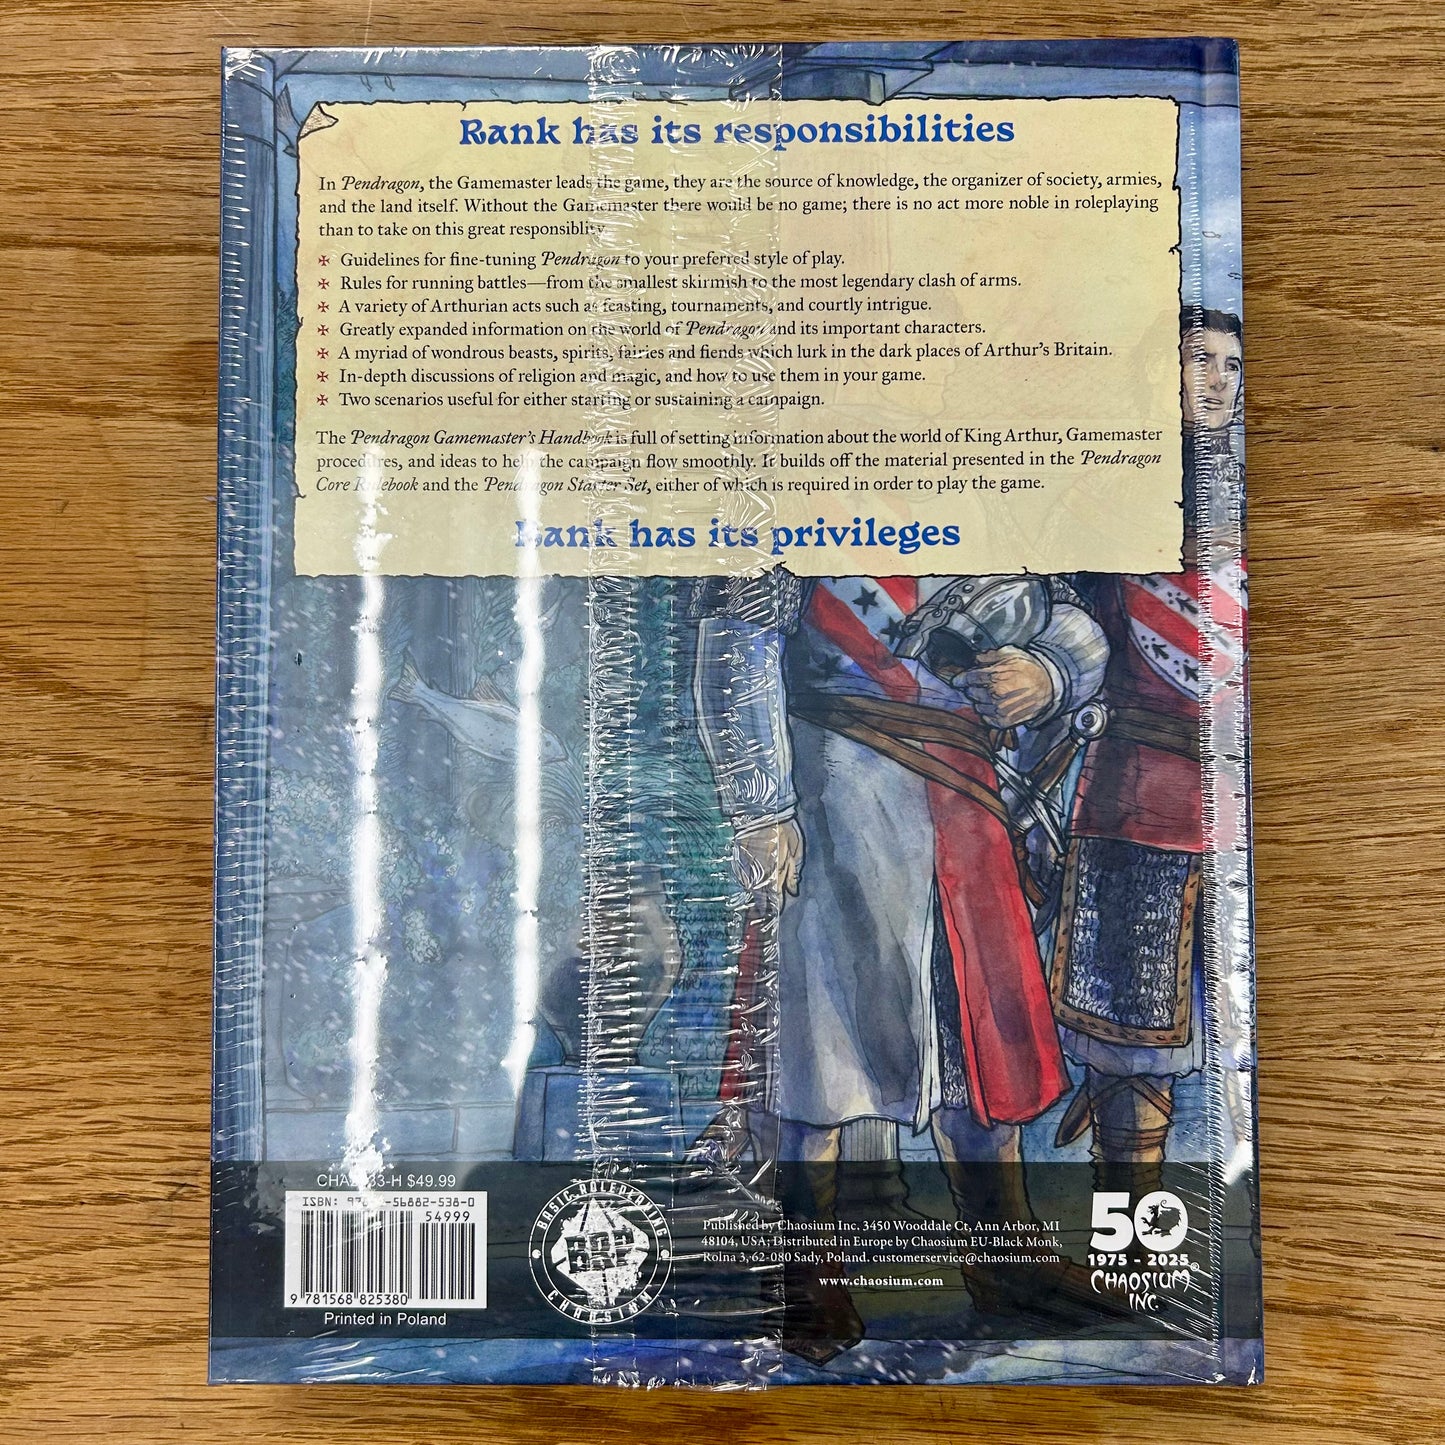 Rank has its responsibilities
In Pendragon, the Gamemaster leads the game, they are the source of knowledge, the organizer of society, armies,
and the land itself. Without the Gamemaster there would be no game; there is no act more noble in roleplaying
than to take on this great responsiblity.
Guidelines for fine-tuning Pendragon to your preferred style of play.
Rules for running battles—from the smallest skirmish to the most legendary clash of arms.
A variety of Arthurian acts such as feasting, tournaments, and courtly intrigue.
Greatly expanded information on the world of Pendragon and its important characters.
A myriad of wondrous beasts, spirits, fairies and fiends which lurk in the dark places of Arthur's Britain.
In-depth discussions of religion and magic, and how to use them in your game.
Two scenarios useful for either starting or sustaining a campaign.
The Pendragon Gamemaster's Handbook is full of setting information about the world of King Arthur, Gamemaster
procedures, and ideas to help the campaign flow smoothly. It builds off the material presented in the Pendragon
Core Rulebook and the Pendragon Starter Set, either of which is required in order to play the game.
Rank has its privileges
$49.99
ISBN: 56882-538-0
54999
9 781568 825380
Printed in Poland
BASIC ROLEPLAYING
CHAOSIUM
Published by Chaosium Inc. 3450 Wooddale Ct, Ann Arbor, MI
48104, USA; Distributed in Europe by Chaosium EU-Black Monk,
Rolna 3, 62-080 Sady, Poland. customerservice@chaosium.com
www.chaosium.com
50
1975 - 2025
CHAOSIUM®
INC.